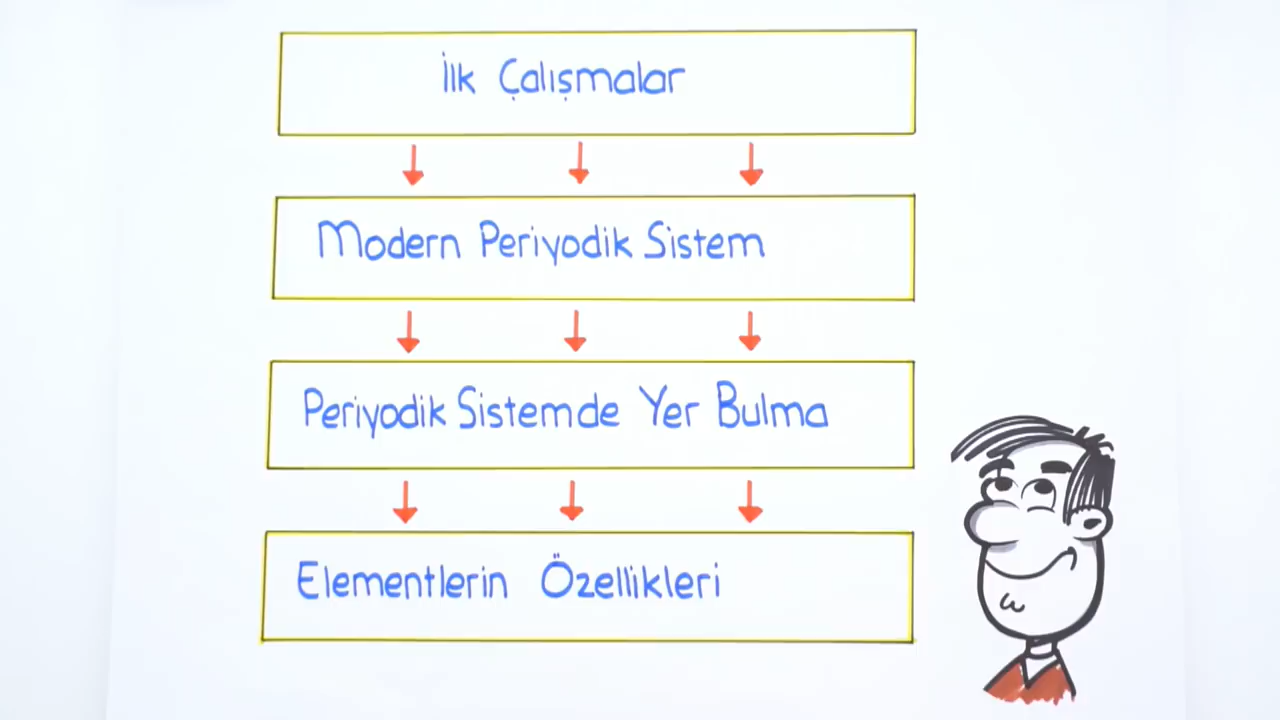 İlk Çalışmalar
Modern Periyodik Sistem
Periyodik Sistemde Yer Bulma
Elementlerin Özellikleri